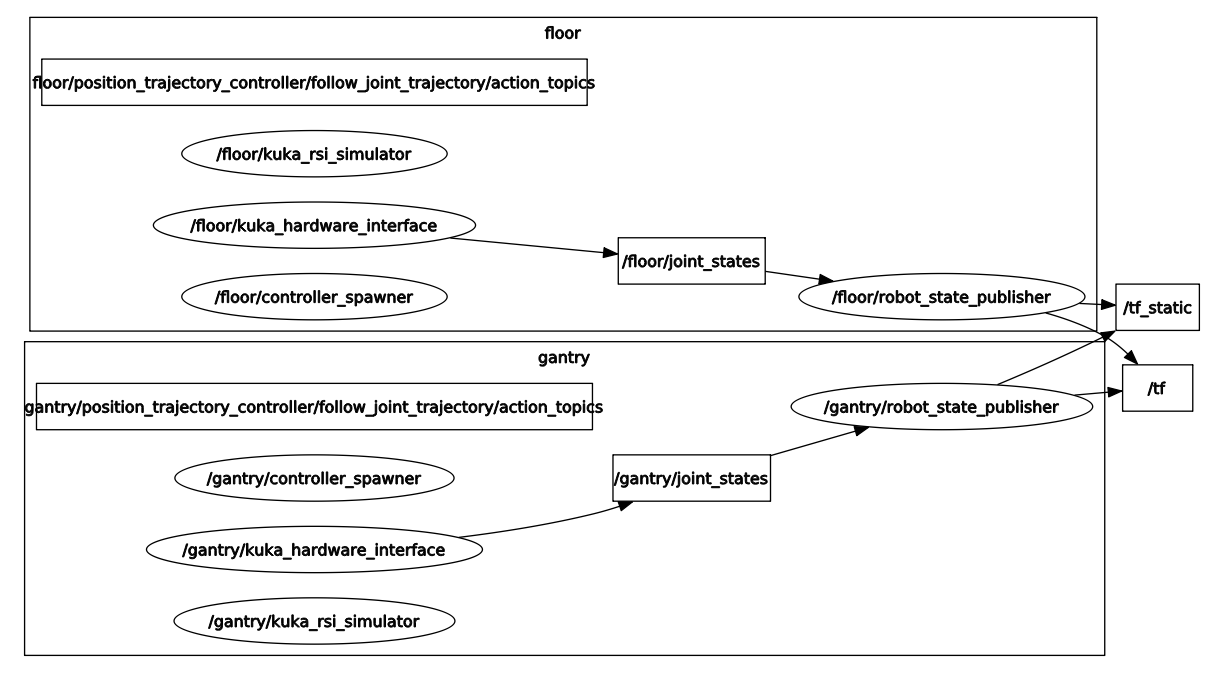 floor
floor/position_trajectory_controller/follow_joint_trajectory/action_topics
/floor/kuka_rsi_simulator
/floor/kuka_hardware_interface
/floor/joint_states
/floor/controller_spawner
/floor/robot_state_publisher
/tf_static
gantry
/tf
gantry/position_trajectory_controller/follow_joint_trajectory/action_topics
/gantry/robot_state_publisher
/gantry/controller_spawner
/gantry/joint_states
/gantry/kuka_hardware_interface
/gantry/kuka_rsi_simulator